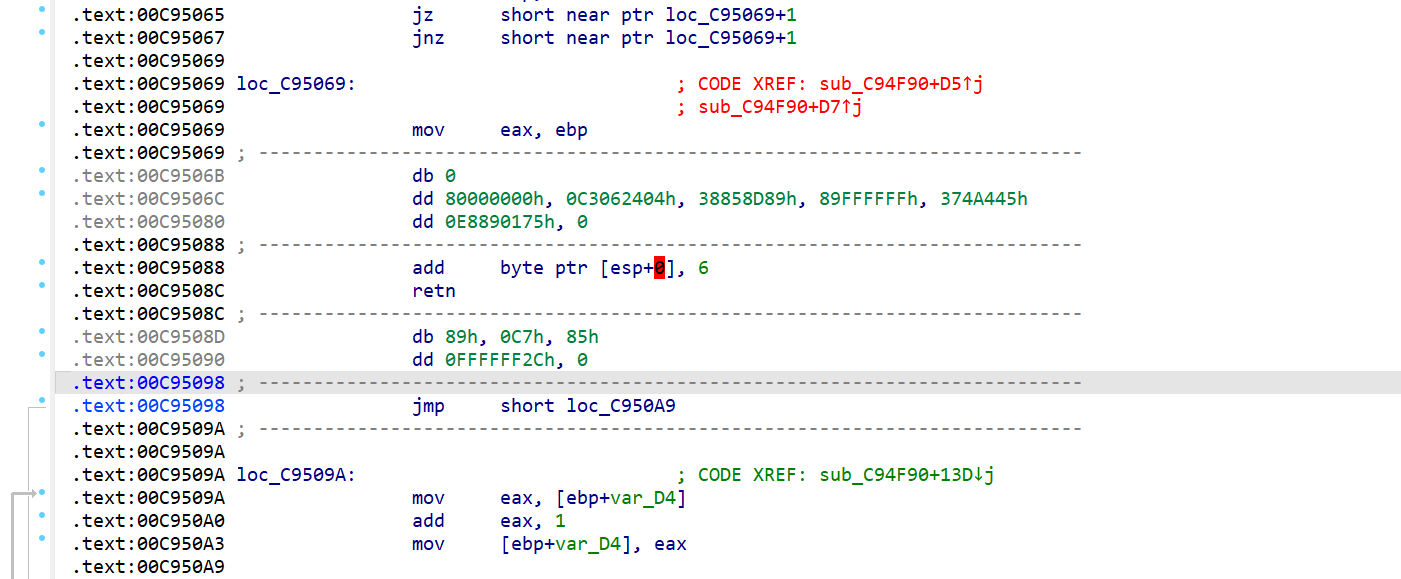 .text:00C95065 jz short near ptr loc_C95069+1
.text:00C95067 jnz short near ptr loc_C95069+1
.text:00C95069
.text:00C95069 loc_C95069: ; CODE XREF: sub_C94F90+D5↑j
.text:00C95069 ; sub_C94F90+D7↑j
.text:00C95069 mov eax, ebp
.text:00C95069 ; ---------------------------------------------------------------------------
.text:00C9506B db 0
.text:00C9506C dd 80000000h, 0C3062404h, 38858D89h, 89FFFFFFh, 374A445h
.text:00C95080 dd 0E8890175h, 0
.text:00C95088 ; ---------------------------------------------------------------------------
.text:00C95088 add byte ptr [esp+0], 6
.text:00C9508C retn
.text:00C9508C ; ---------------------------------------------------------------------------
.text:00C9508D db 89h, 0C7h, 85h
.text:00C95090 dd 0FFFFFF2Ch, 0
.text:00C95098 ; ---------------------------------------------------------------------------
.text:00C95098 jmp short loc_C950A9
.text:00C9509A ; ---------------------------------------------------------------------------
.text:00C9509A
.text:00C9509A loc_C9509A: ; CODE XREF: sub_C94F90+13D↓j
.text:00C9509A mov eax, [ebp+var_D4]
.text:00C950A0 add eax, 1
.text:00C950A3 mov [ebp+var_D4], eax
.text:00C950A9